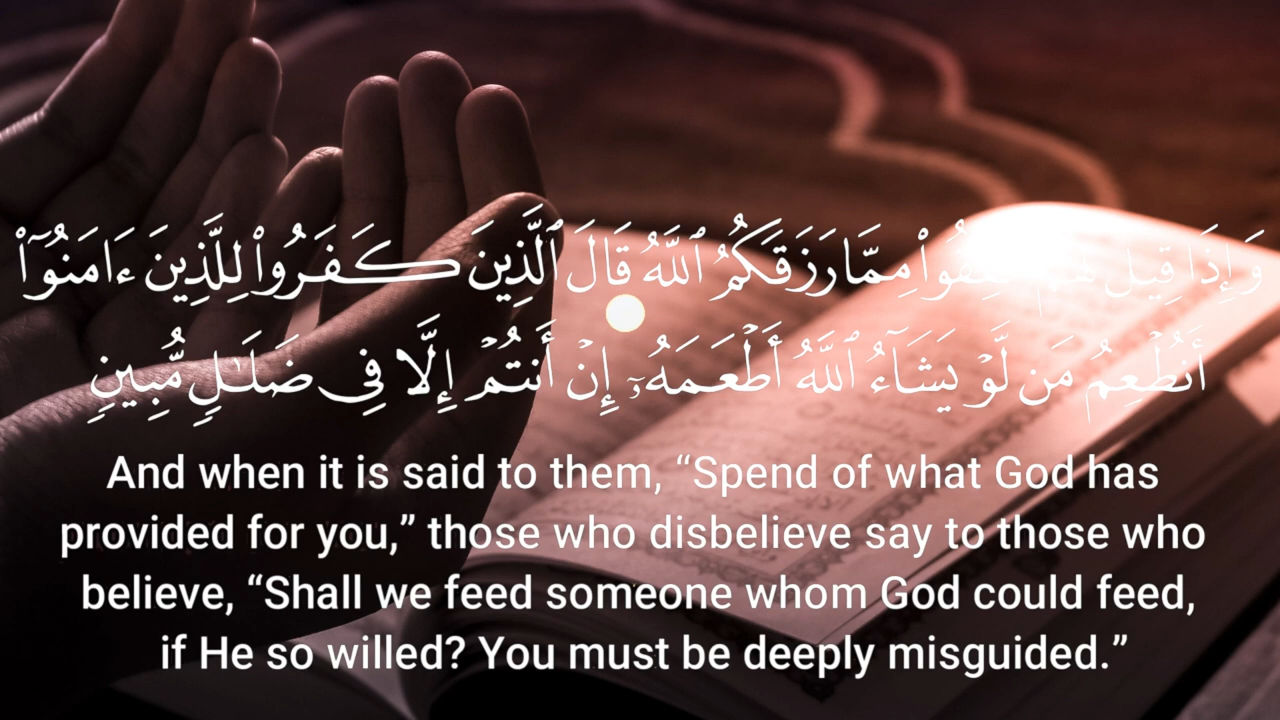 وَإِذَا قِيلَ لَهُمْ أَنفِقُوا۟ مِمَّا رَزَقَكُمُ ٱللَّهُ قَالَ ٱلَّذِينَ كَفَرُوا۟ لِلَّذِينَ ءَامَنُوٓا۟
أَنُطْعِمُ مَن لَّوْ يَشَآءُ ٱللَّهُ أَطْعَمَهُۥٓ إِنْ أَنتُمْ إِلَّا فِى ضَلَـٰلٍ مُّبِينٍ
And when it is said to them, “Spend of what God has
provided for you,” those who disbelieve say to those who
believe, “Shall we feed someone whom God could feed,
if He so willed? You must be deeply misguided.”